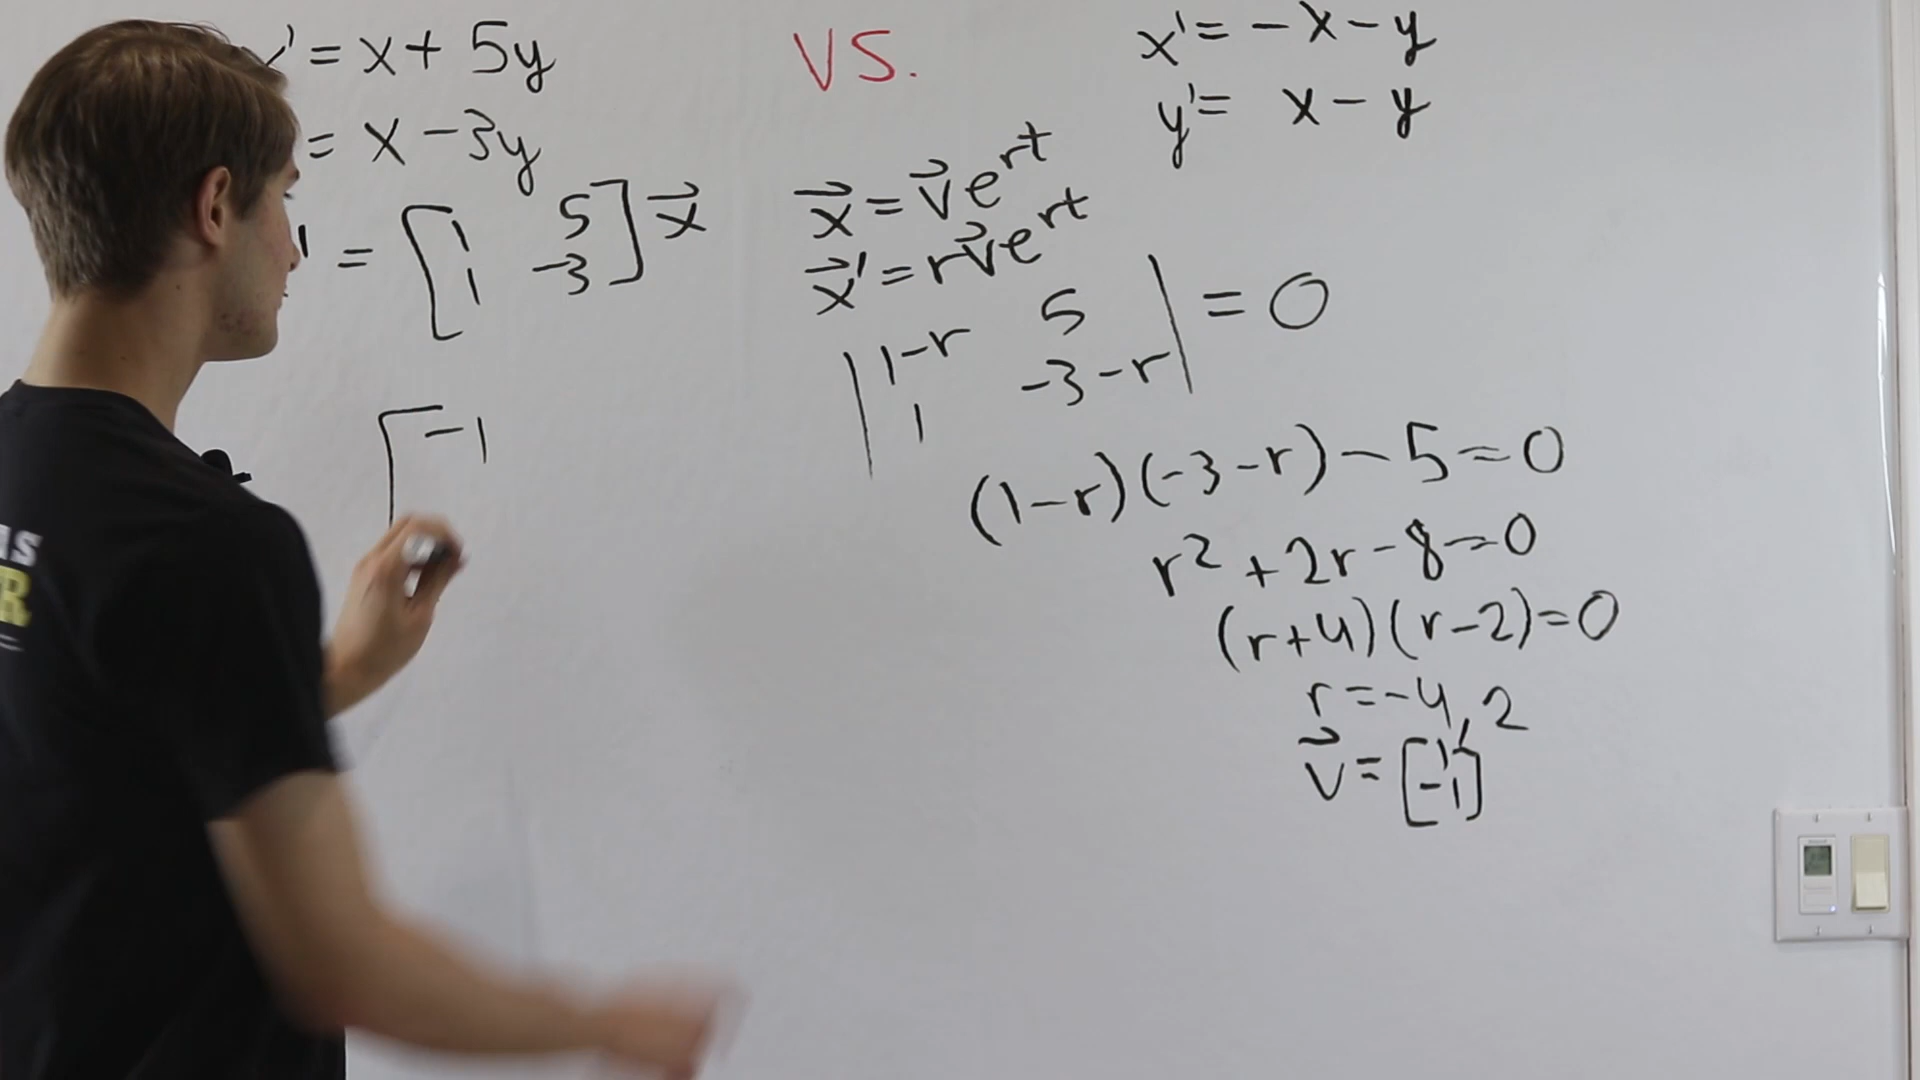 ' = x + 5y
= x - 3y
' = [1 5
1 -3] x⃗
[-1
VS.
x' = -x - y
y' = x - y
x⃗ = v⃗e^rt
x⃗' = rv⃗e^rt
|1-r 5
1 -3-r| = 0
(1-r)(-3-r) - 5 = 0
r² + 2r - 8 = 0
(r+4)(r-2) = 0
r = -4, 2
v⃗ = [1
-1]